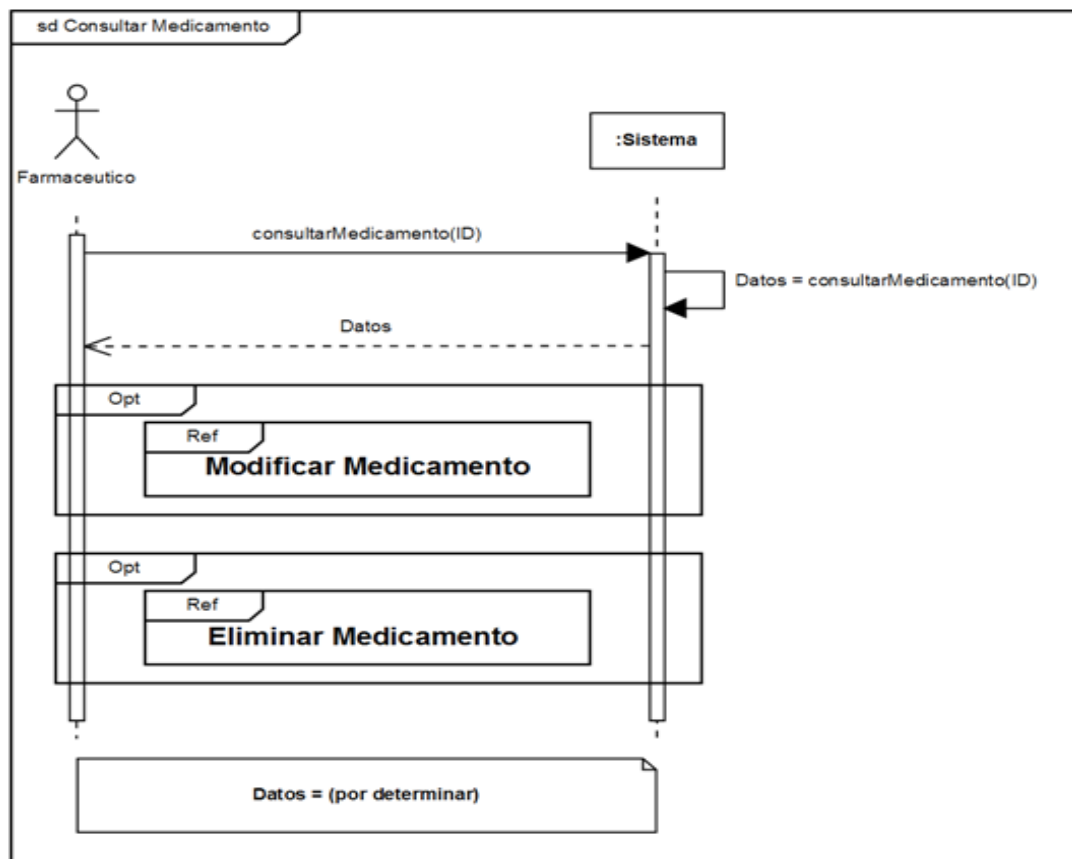 sd Consultar Medicamento
:Sistema
Farmaceutico
consultarMedicamento(ID)
Datos = consultarMedicamento(ID)
Datos
Opt
Ref
Modificar Medicamento
Opt
Ref
Eliminar Medicamento
Datos = (por determinar)